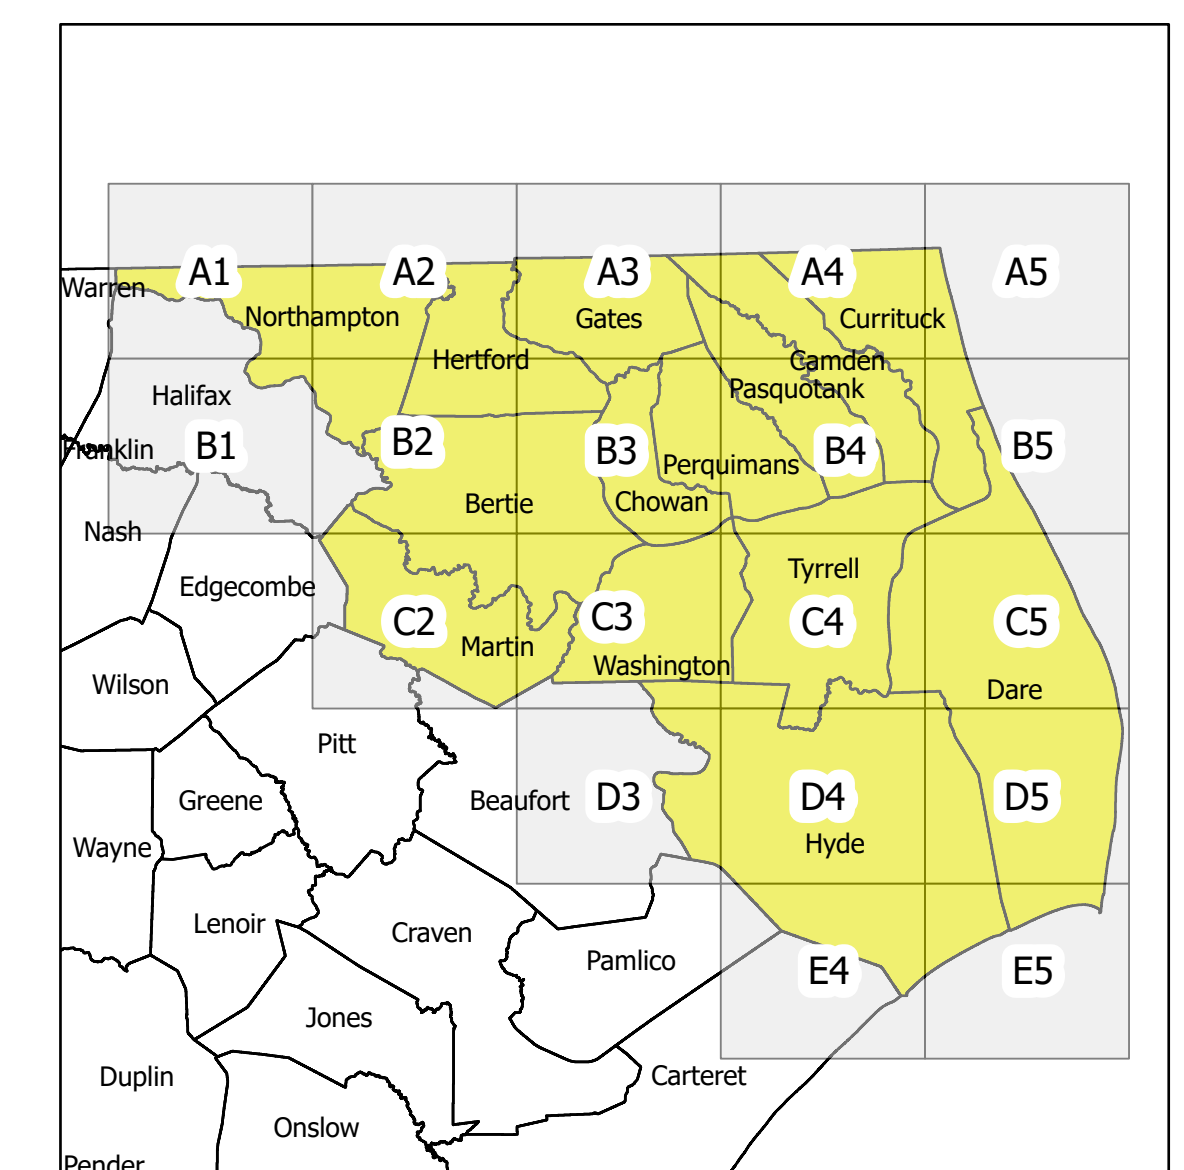 A1
A2
A3
A4
A5
Warren
Northampton
Gates
Currituck
Hertford
Camden
Pasquotank
Halifax
Franklin
B1
B2
B3
B4
B5
Perquimans
Bertie
Chowan
Nash
Edgecombe
Tyrrell
C2
C3
C4
C5
Martin
Washington
Wilson
Dare
Pitt
Greene
Beaufort
D3
D4
D5
Wayne
Hyde
Lenoir
Craven
Pamlico
E4
E5
Jones
Duplin
Carteret
Onslow
Pender